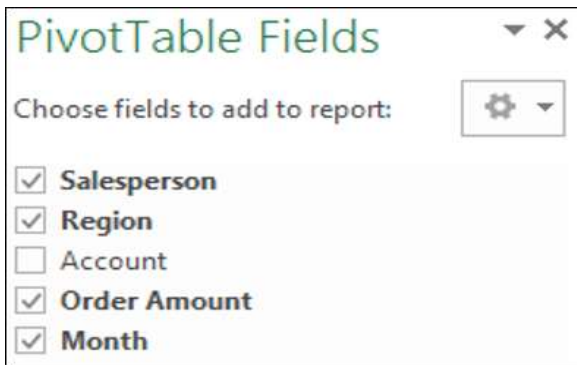 PivotTable Fields
Choose fields to add to report:
Salesperson
Region
Account
Order Amount
Month